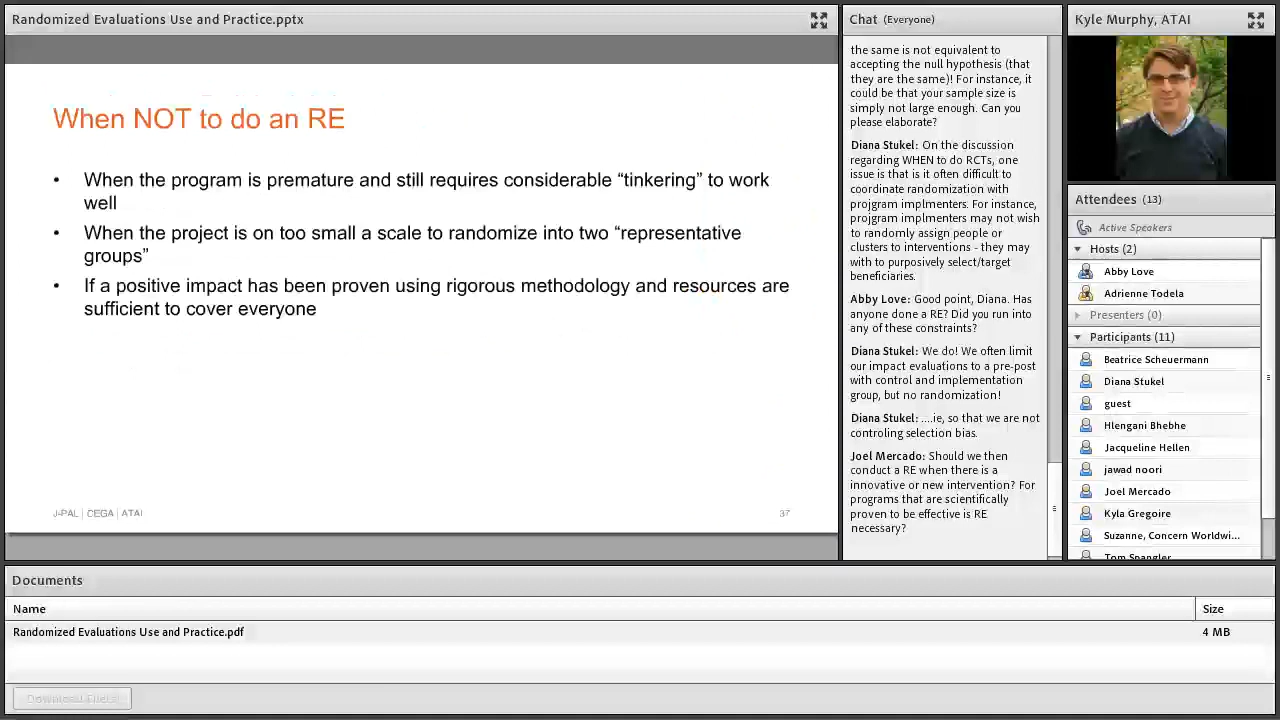 Randomized Evaluations Use and Practice.pptx
When NOT to do an RE
• When the program is premature and still requires considerable “tinkering” to work
well
• When the project is on too small a scale to randomize into two “representative
groups”
• If a positive impact has been proven using rigorous methodology and resources are
sufficient to cover everyone
J-PAL | CEGA | ATAI
37
Chat (Everyone)
the same is not equivalent to
accepting the null hypothesis (that
they are the same)! For instance, it
could be that your sample size is
simply not large enough. Can you
please elaborate?
Diana Stukel: On the discussion
regarding WHEN to do RCTs, one
issue is that is it often difficult to
coordinate randomization with
projgram implmenters. For instance,
projgram implmenters may not wish
to randomly assign people or
clusters to interventions - they may
with to purposively select/target
beneficiaries.
Abby Love: Good point, Diana. Has
anyone done a RE? Did you run into
any of these constraints?
Diana Stukel: We do! We often limit
our impact evaluations to a pre-post
with control and implementation
group, but no randomization!
Diana Stukel: ....ie, so that we are not
controling selection bias.
Joel Mercado: Should we then
conduct a RE when there is a
innovative or new intervention? For
programs that are scientifically
proven to be effective is RE
necessary?
Kyle Murphy, ATAI
Attendees (13)
Active Speakers
Hosts (2)
Abby Love
Adrienne Todela
Presenters (0)
Participants (11)
Beatrice Scheuermann
Diana Stukel
guest
Hlengani Bhebhe
Jacqueline Hellen
jawad noori
Joel Mercado
Kyla Gregoire
Suzanne, Concern Worldwi...
Tom Spangler
Documents
Name
Size
Randomized Evaluations Use and Practice.pdf
4 MB
Download File(s)